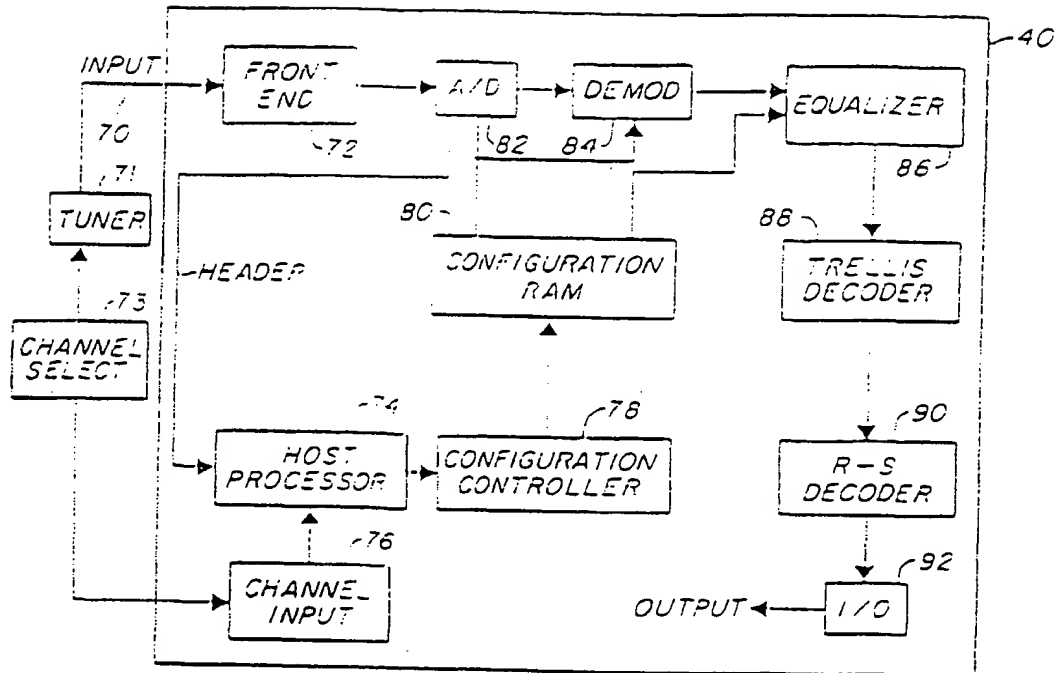 40
INPUT
FRONT
END
A/D
DEMOD
EQUALIZER
70
72
82
84
86
71
TUNER
80
88
HEADER
CONFIGURATION
RAM
TRELLIS
DECODER
73
CHANNEL
SELECT
74
78
90
HOST
PROCESSOR
CONFIGURATION
CONTROLLER
R-S
DECODER
76
92
CHANNEL
INPUT
OUTPUT
I/O